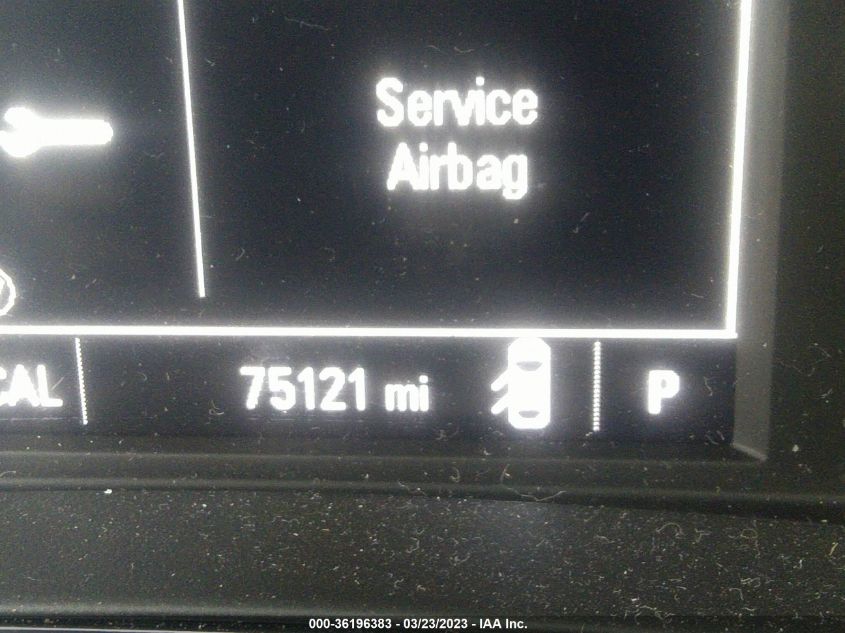 Service
Airbag
CAL
75121 mi
P
000-36196383 - 03/23/2023 - IAA Inc.